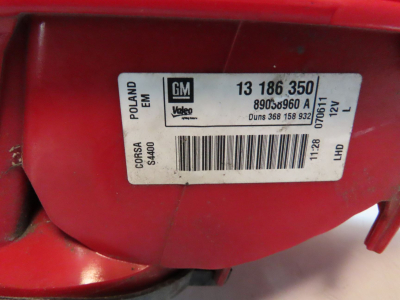 POLAND
EM
GM
Valeo
13 186 350
89038960 A
Duns 368 158 932
070611
12V
L
CORSA
S4400
11:28
LHD